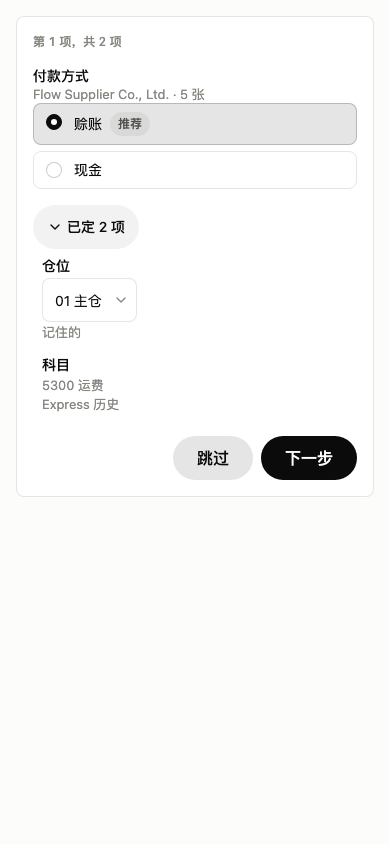 第 1 项，共 2 项
付款方式
Flow Supplier Co., Ltd. · 5 张
赊账 推荐
现金
已定 2 项
仓位
01 主仓
记住的
科目
5300 运费
Express 历史
跳过 下一步